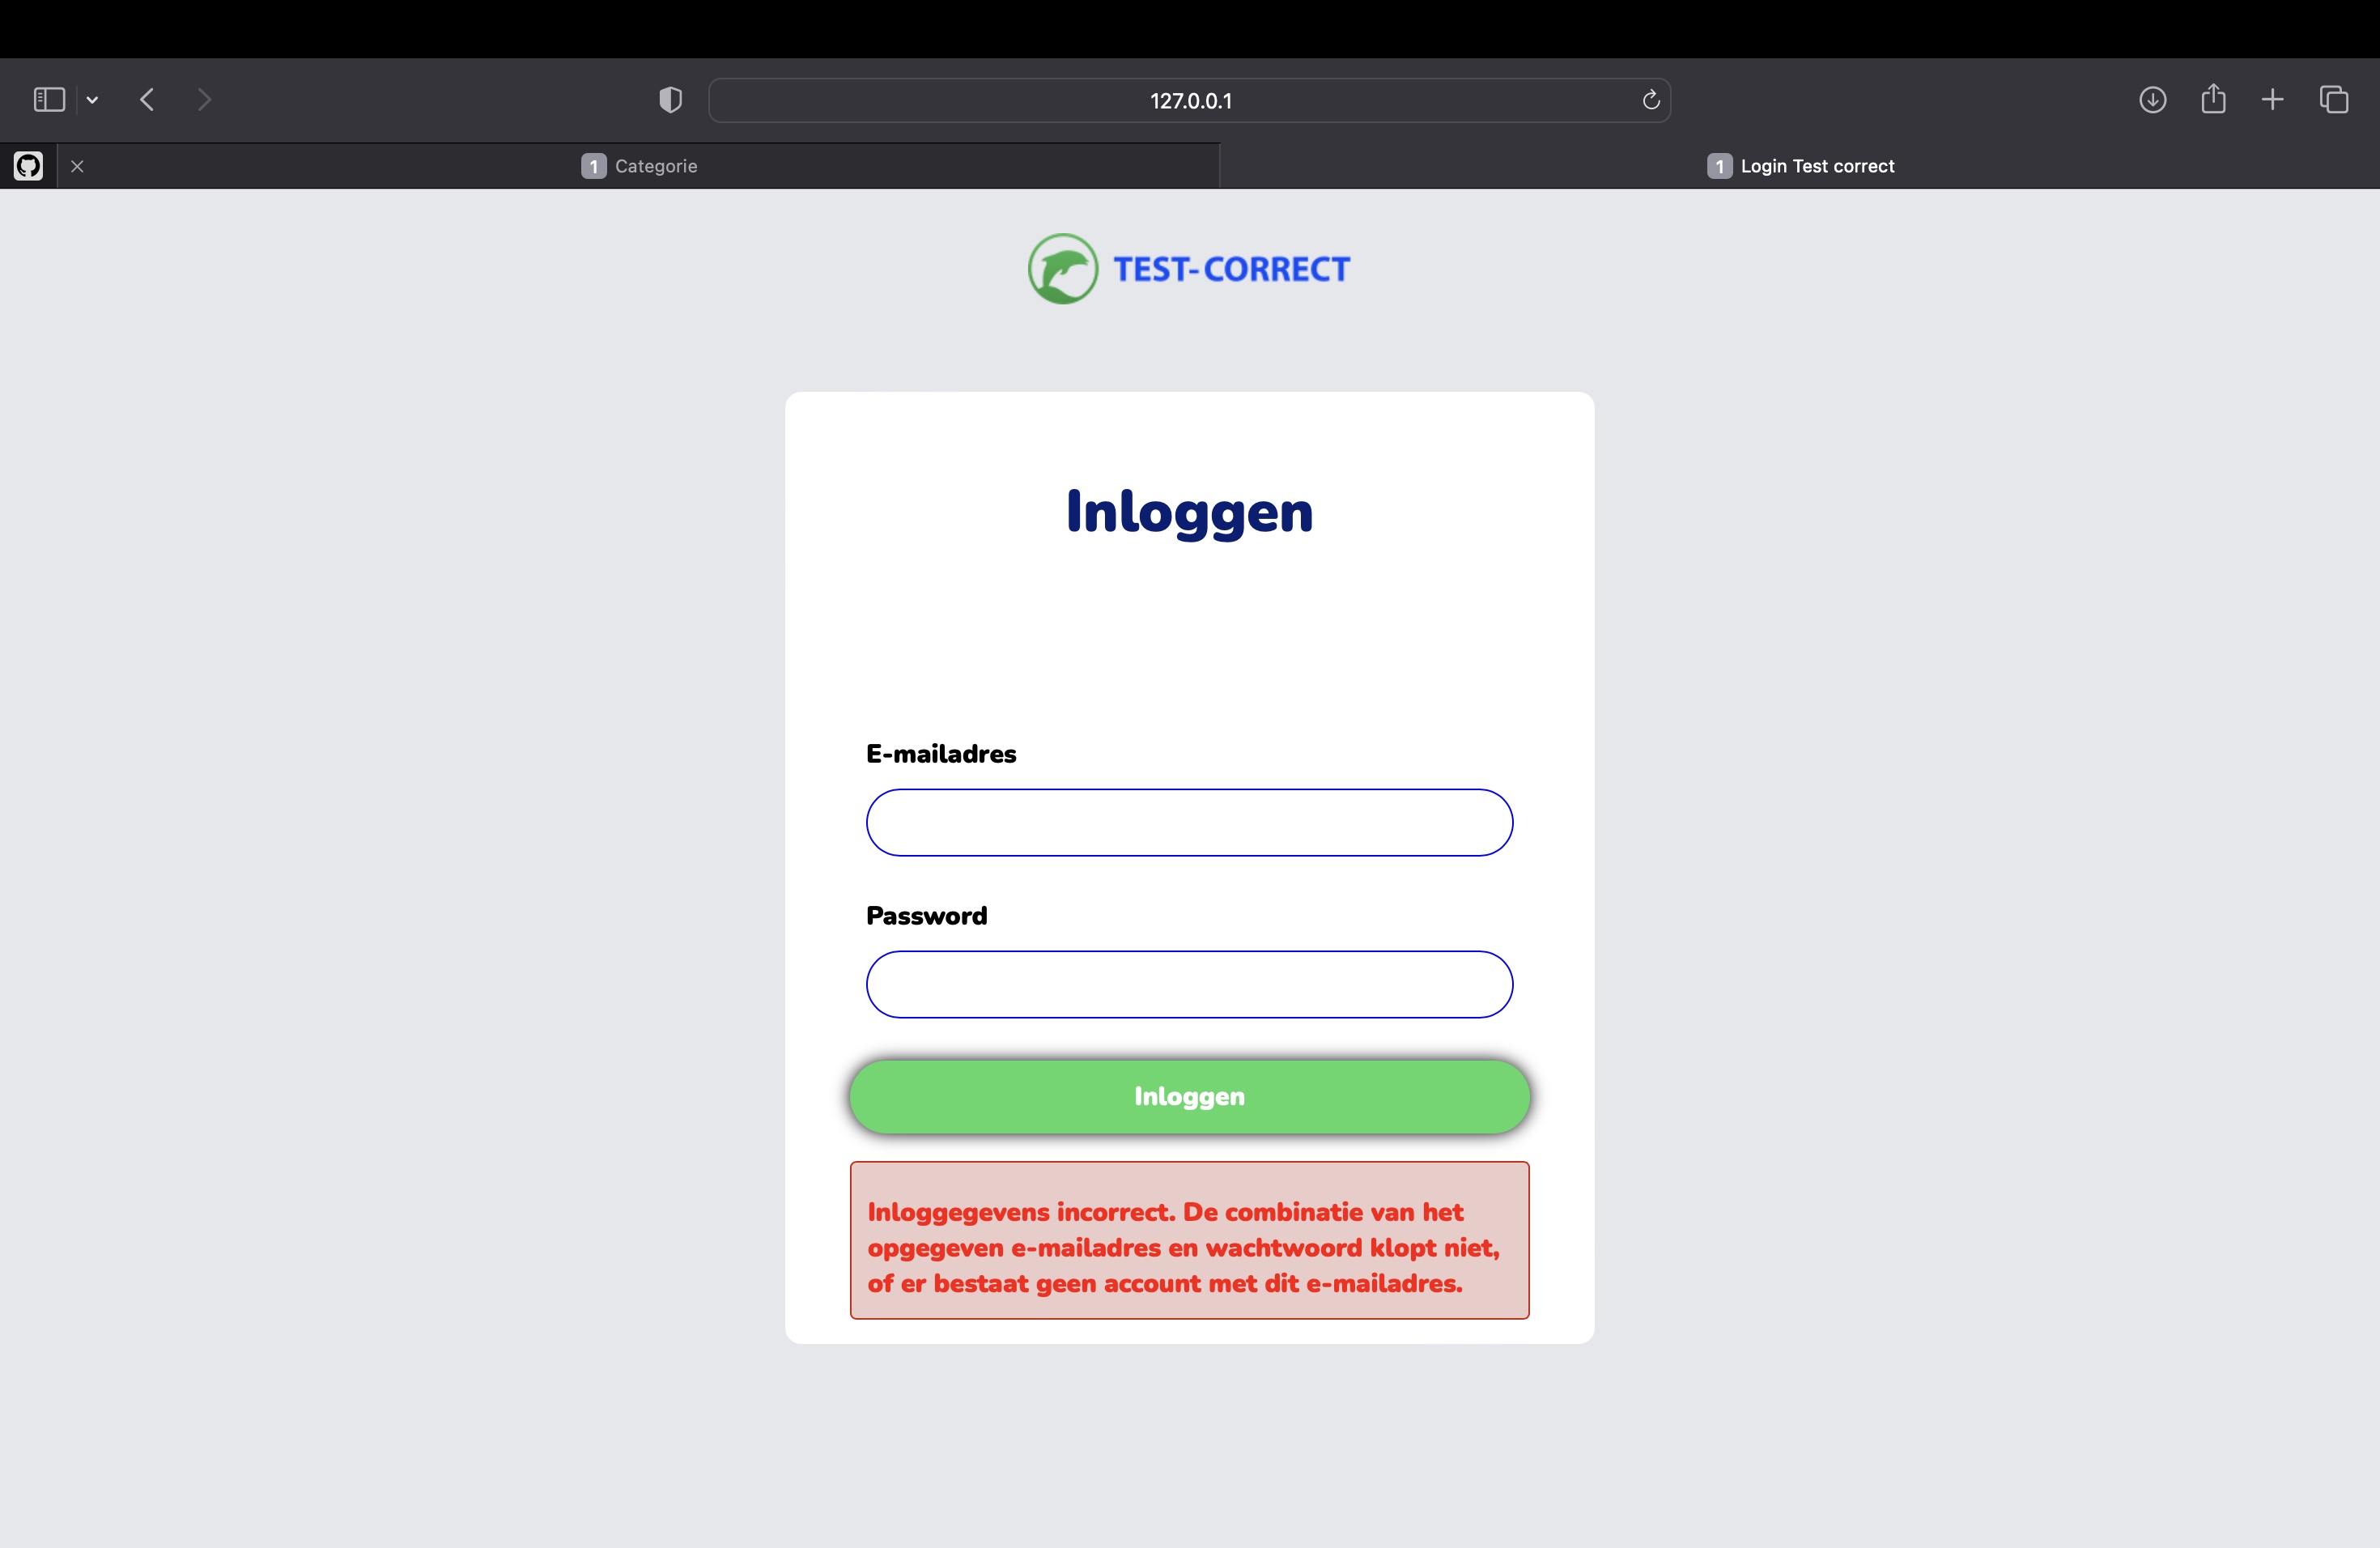 127.0.0.1
1 Categorie
1 Login Test correct
TEST-CORRECT
Inloggen
E-mailadres
Password
Inloggen
Inloggegevens incorrect. De combinatie van het
opgegeven e-mailadres en wachtwoord klopt niet,
of er bestaat geen account met dit e-mailadres.